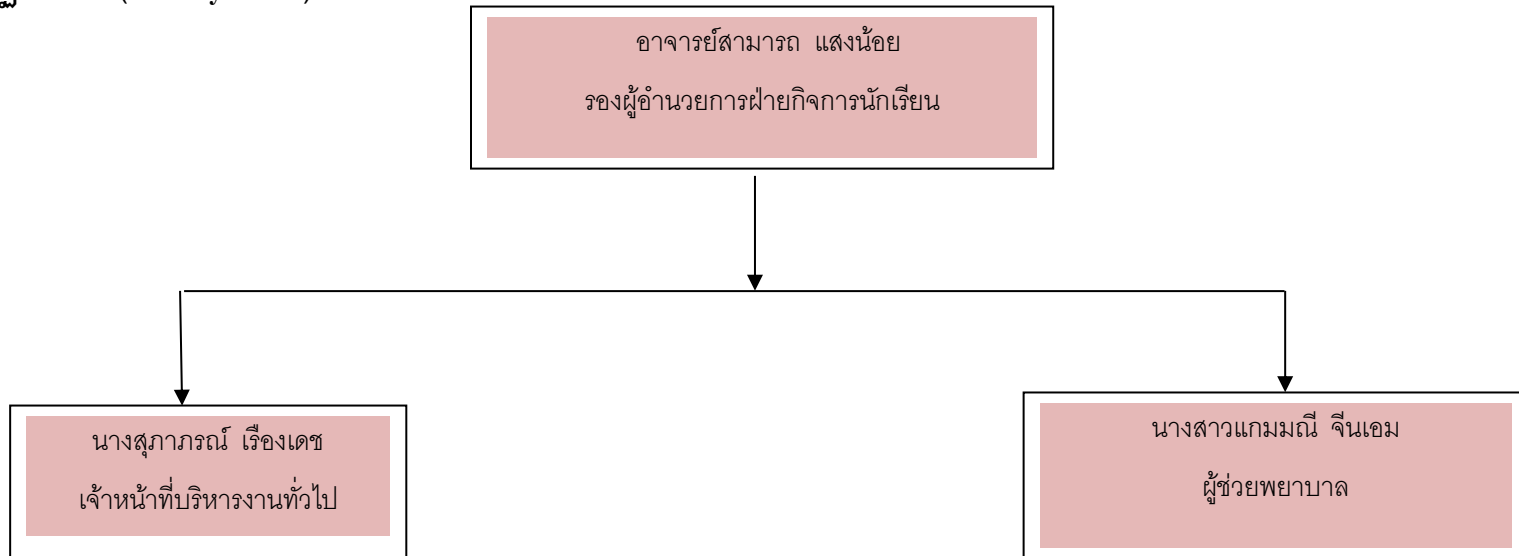 อาจารย์สามารถ แสงน้อย
รองผู้อำนวยการฝ่ายกิจการนักเรียน
นางสุภาภรณ์ เรืองเดช
เจ้าหน้าที่บริหารงานทั่วไป
นางสาวแกมมณี จีนเอม
ผู้ช่วยพยาบาล